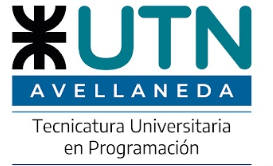 UTN
AVELLANEDA
Tecnicatura Universitaria
en Programación